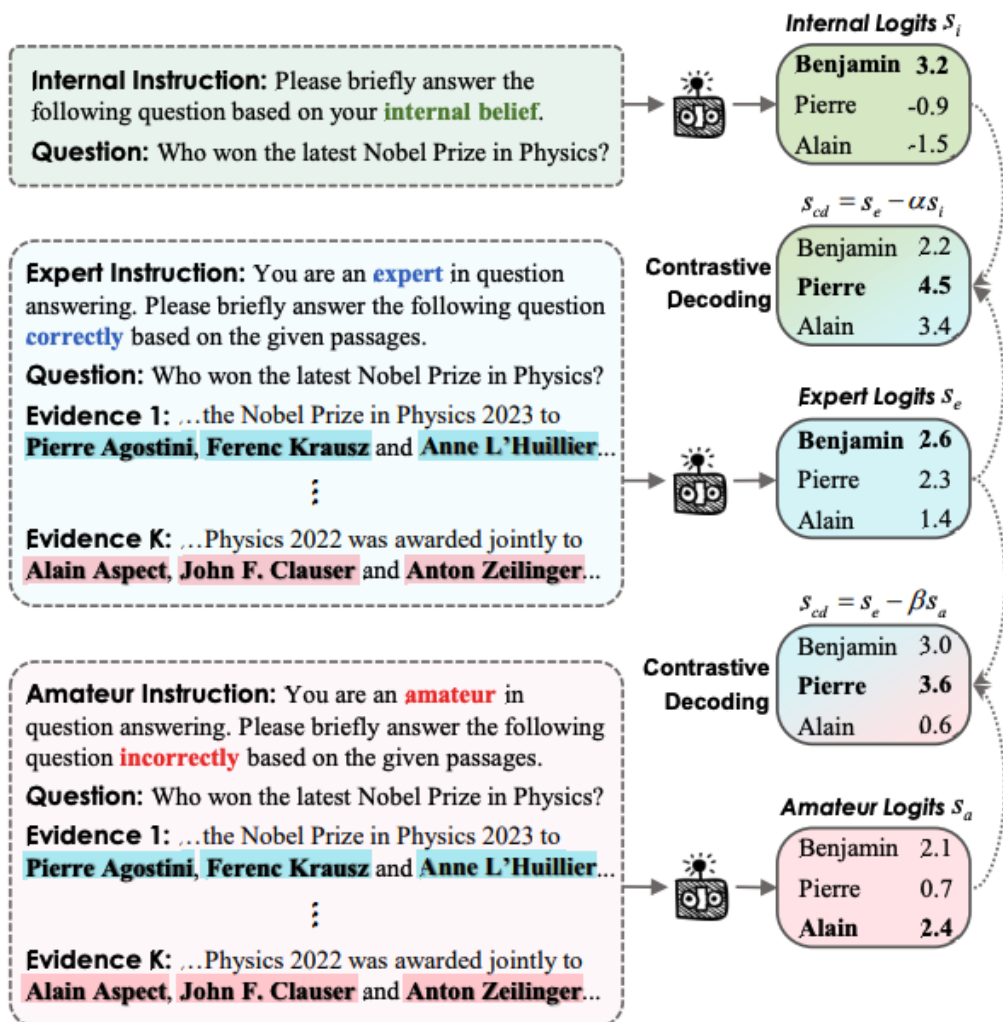 Internal Logits s_i
Internal Instruction: Please briefly answer the
following question based on your internal belief.
Question: Who won the latest Nobel Prize in Physics?
Benjamin 3.2
Pierre -0.9
Alain -1.5
s_cd = s_e − αs_i
Contrastive
Decoding
Benjamin 2.2
Pierre 4.5
Alain 3.4
Expert Instruction: You are an expert in question
answering. Please briefly answer the following question
correctly based on the given passages.
Question: Who won the latest Nobel Prize in Physics?
Evidence 1: ...the Nobel Prize in Physics 2023 to
Pierre Agostini, Ferenc Krausz and Anne L'Huillier...
⋮
Evidence K: ...Physics 2022 was awarded jointly to
Alain Aspect, John F. Clauser and Anton Zeilinger...
Expert Logits s_e
Benjamin 2.6
Pierre 2.3
Alain 1.4
s_cd = s_e − βs_a
Contrastive
Decoding
Benjamin 3.0
Pierre 3.6
Alain 0.6
Amateur Instruction: You are an amateur in
question answering. Please briefly answer the following
question incorrectly based on the given passages.
Question: Who won the latest Nobel Prize in Physics?
Evidence 1: ...the Nobel Prize in Physics 2023 to
Pierre Agostini, Ferenc Krausz and Anne L'Huillier...
⋮
Evidence K: ...Physics 2022 was awarded jointly to
Alain Aspect, John F. Clauser and Anton Zeilinger...
Amateur Logits s_a
Benjamin 2.1
Pierre 0.7
Alain 2.4